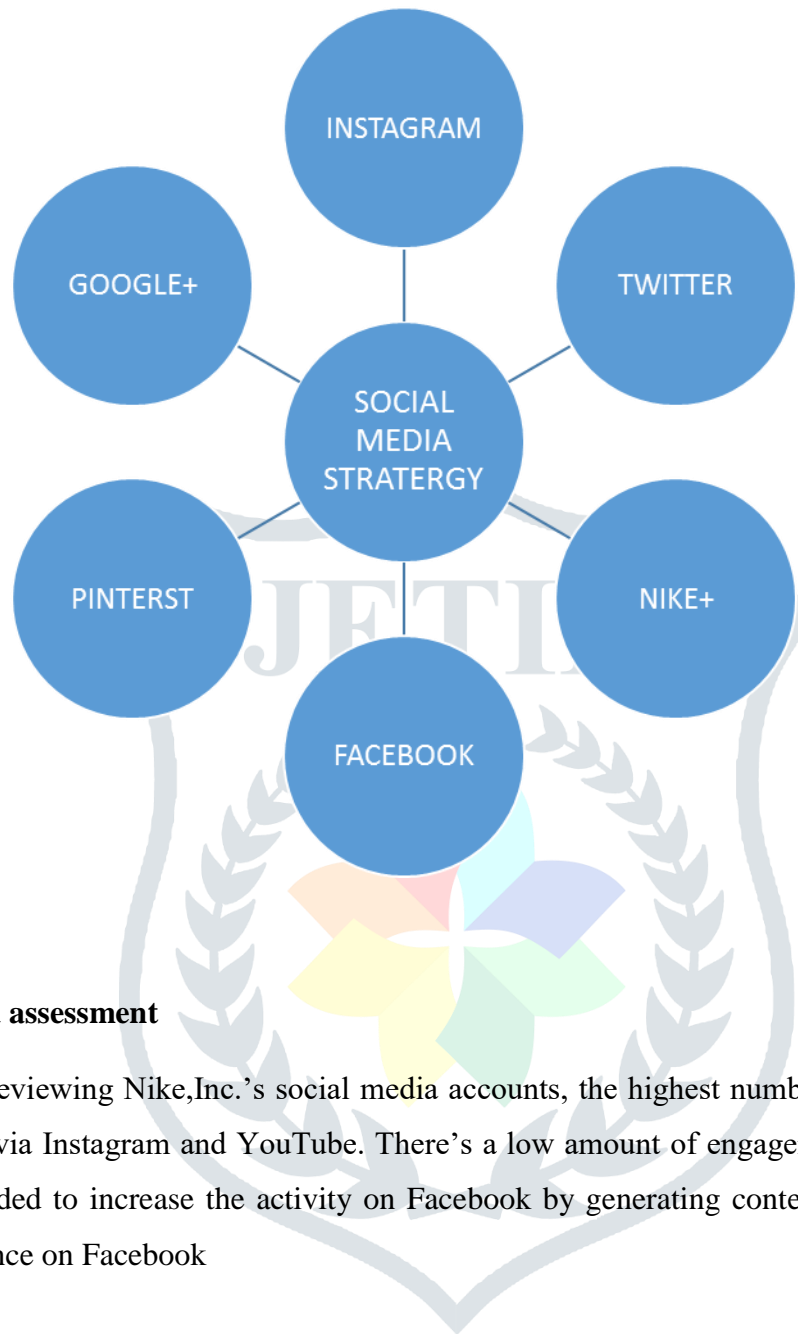 INSTAGRAM
GOOGLE+
TWITTER
SOCIAL
MEDIA
STRATERGY
PINTERST
NIKE+
FACEBOOK
assessment
eviewing Nike,Inc.'s social media accounts, the highest numb
via Instagram and YouTube. There's a low amount of engage
ded to increase the activity on Facebook by generating conte
nce on Facebook